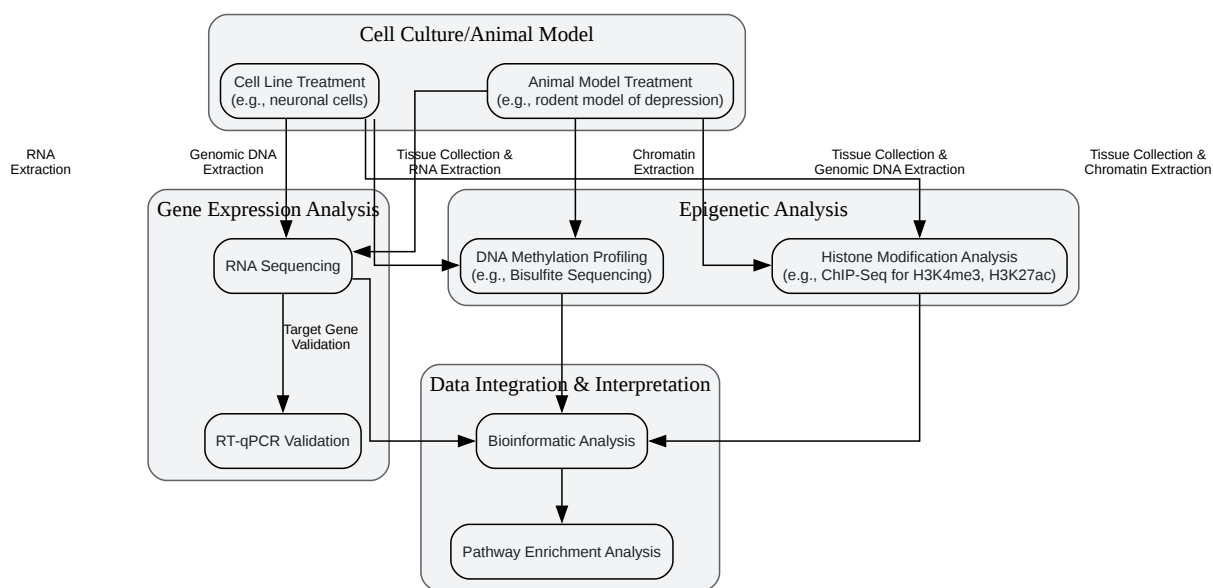 Cell Culture/Animal Model
Cell Line Treatment
(e.g., neuronal cells)
Animal Model Treatment
(e.g., rodent model of depression)
RNA
Extraction
Genomic DNA
Extraction
Tissue Collection &
RNA Extraction
Chromatin
Extraction
Tissue Collection &
Genomic DNA Extraction
Tissue Collection &
Chromatin Extraction
Gene Expression Analysis
Epigenetic Analysis
RNA Sequencing
DNA Methylation Profiling
(e.g., Bisulfite Sequencing)
Histone Modification Analysis
(e.g., ChIP-Seq for H3K4me3, H3K27ac)
Target Gene
Validation
Data Integration & Interpretation
RT-qPCR Validation
Bioinformatic Analysis
Pathway Enrichment Analysis